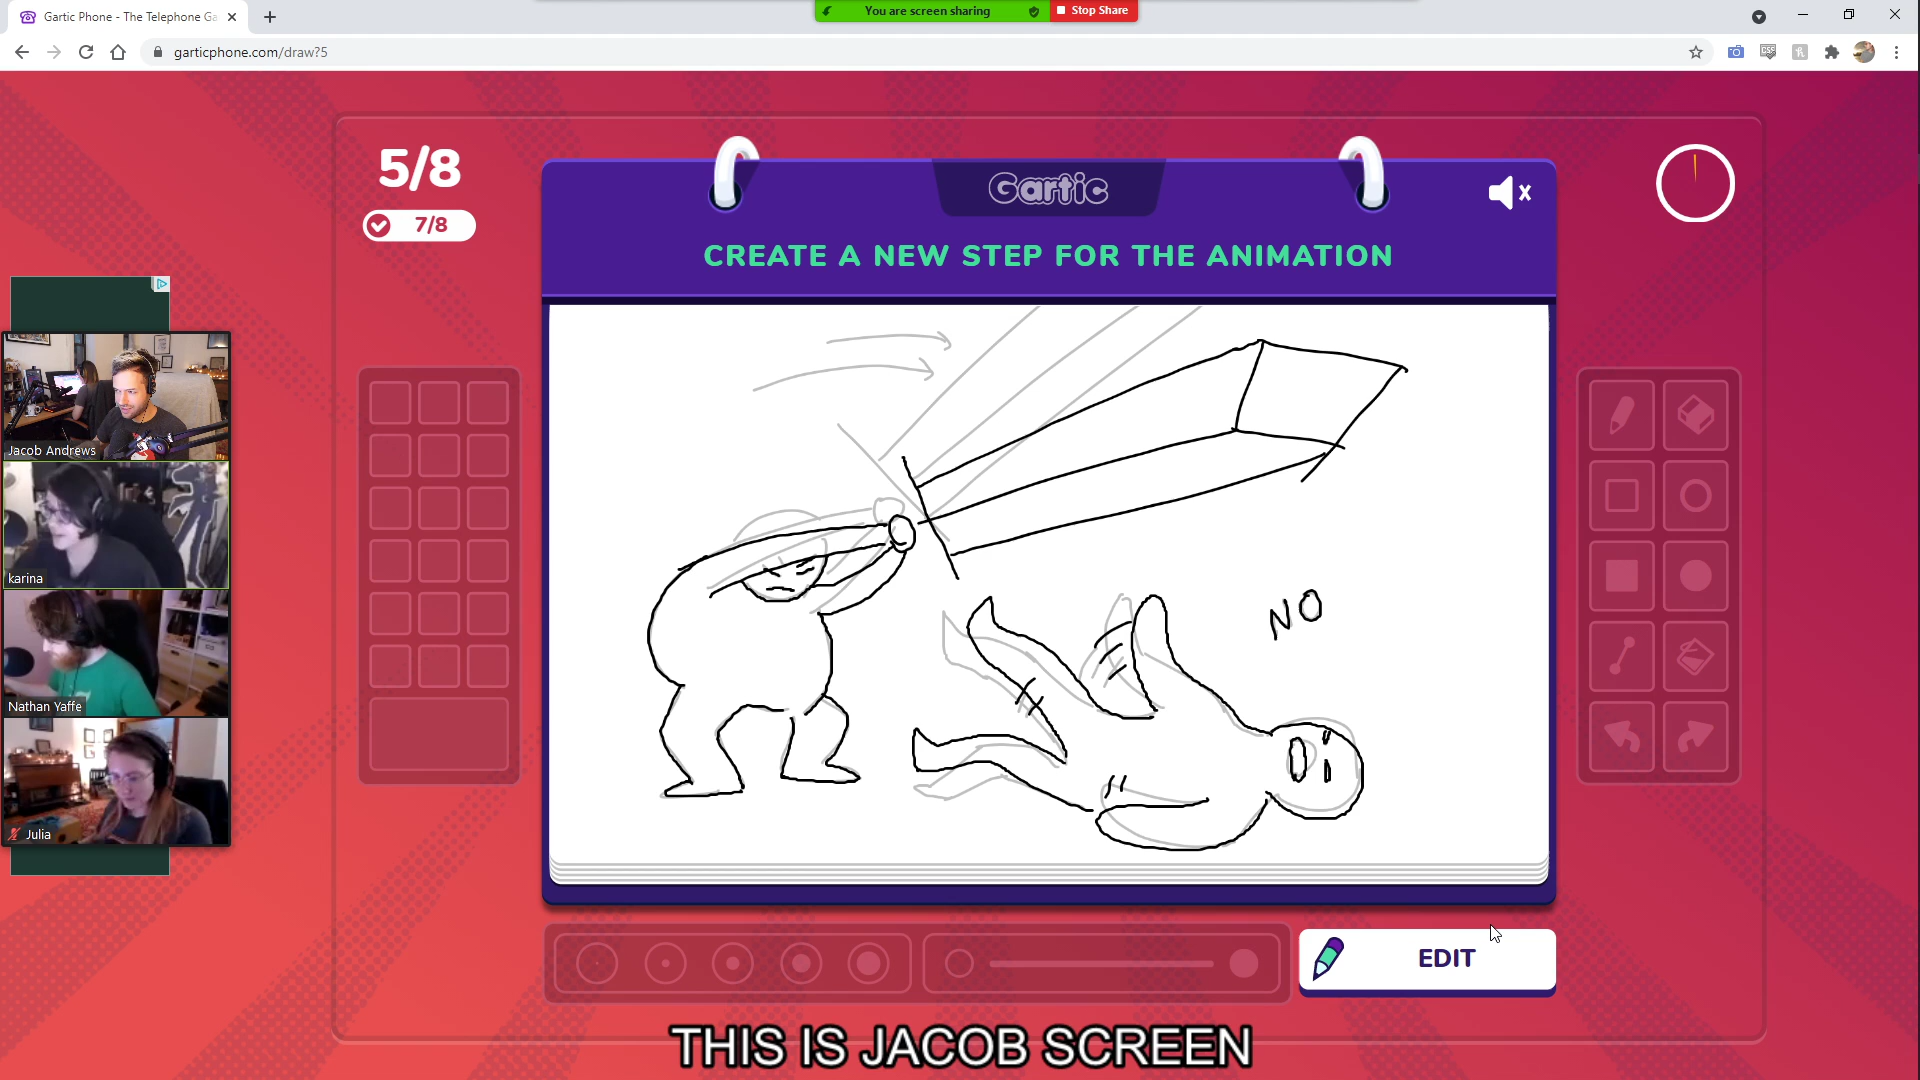 Gartic Phone - The Telephone Ga
You are screen sharing
Stop Share
garticphone.com/draw?5
5/8
7/8
Gartic
CREATE A NEW STEP FOR THE ANIMATION
Jacob Andrews
karina
Nathan Yaffe
Julia
NO
EDIT
THIS IS JACOB SCREEN